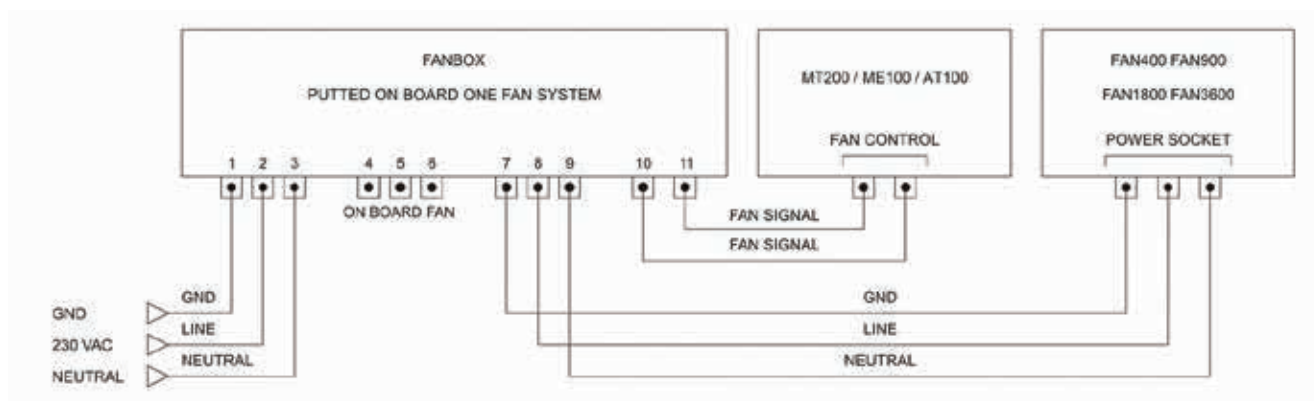 FANBOX
PUTTED ON BOARD ONE FAN SYSTEM
1 2 3 4 5 6 7 8 9 10 11
ON BOARD FAN
MT200 / ME100 / AT100
FAN CONTROL
FAN400 FAN900
FAN1800 FAN3600
POWER SOCKET
FAN SIGNAL
FAN SIGNAL
GND
GND
GND
230 VAC
LINE
LINE
NEUTRAL
NEUTRAL
NEUTRAL